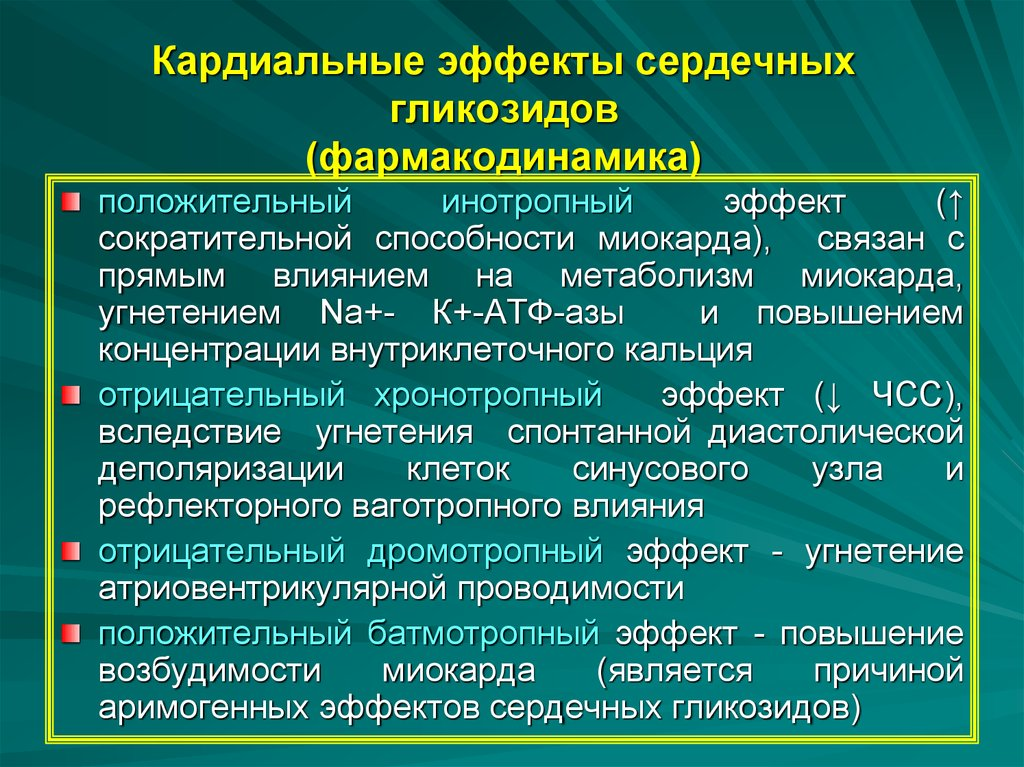 Кардиальные эффекты сердечных
гликозидов
(фармакодинамика)
положительный инотропный эффект (↑
сократительной способности миокарда), связан с
прямым влиянием на метаболизм миокарда,
угнетением Na+- К+-АТФ-азы и повышением
концентрации внутриклеточного кальция
отрицательный хронотропный эффект (↓ ЧСС),
вследствие угнетения спонтанной диастолической
деполяризации клеток синусового узла и
рефлекторного ваготропного влияния
отрицательный дромотропный эффект - угнетение
атриовентрикулярной проводимости
положительный батмотропный эффект - повышение
возбудимости миокарда (является причиной
аримогенных эффектов сердечных гликозидов)